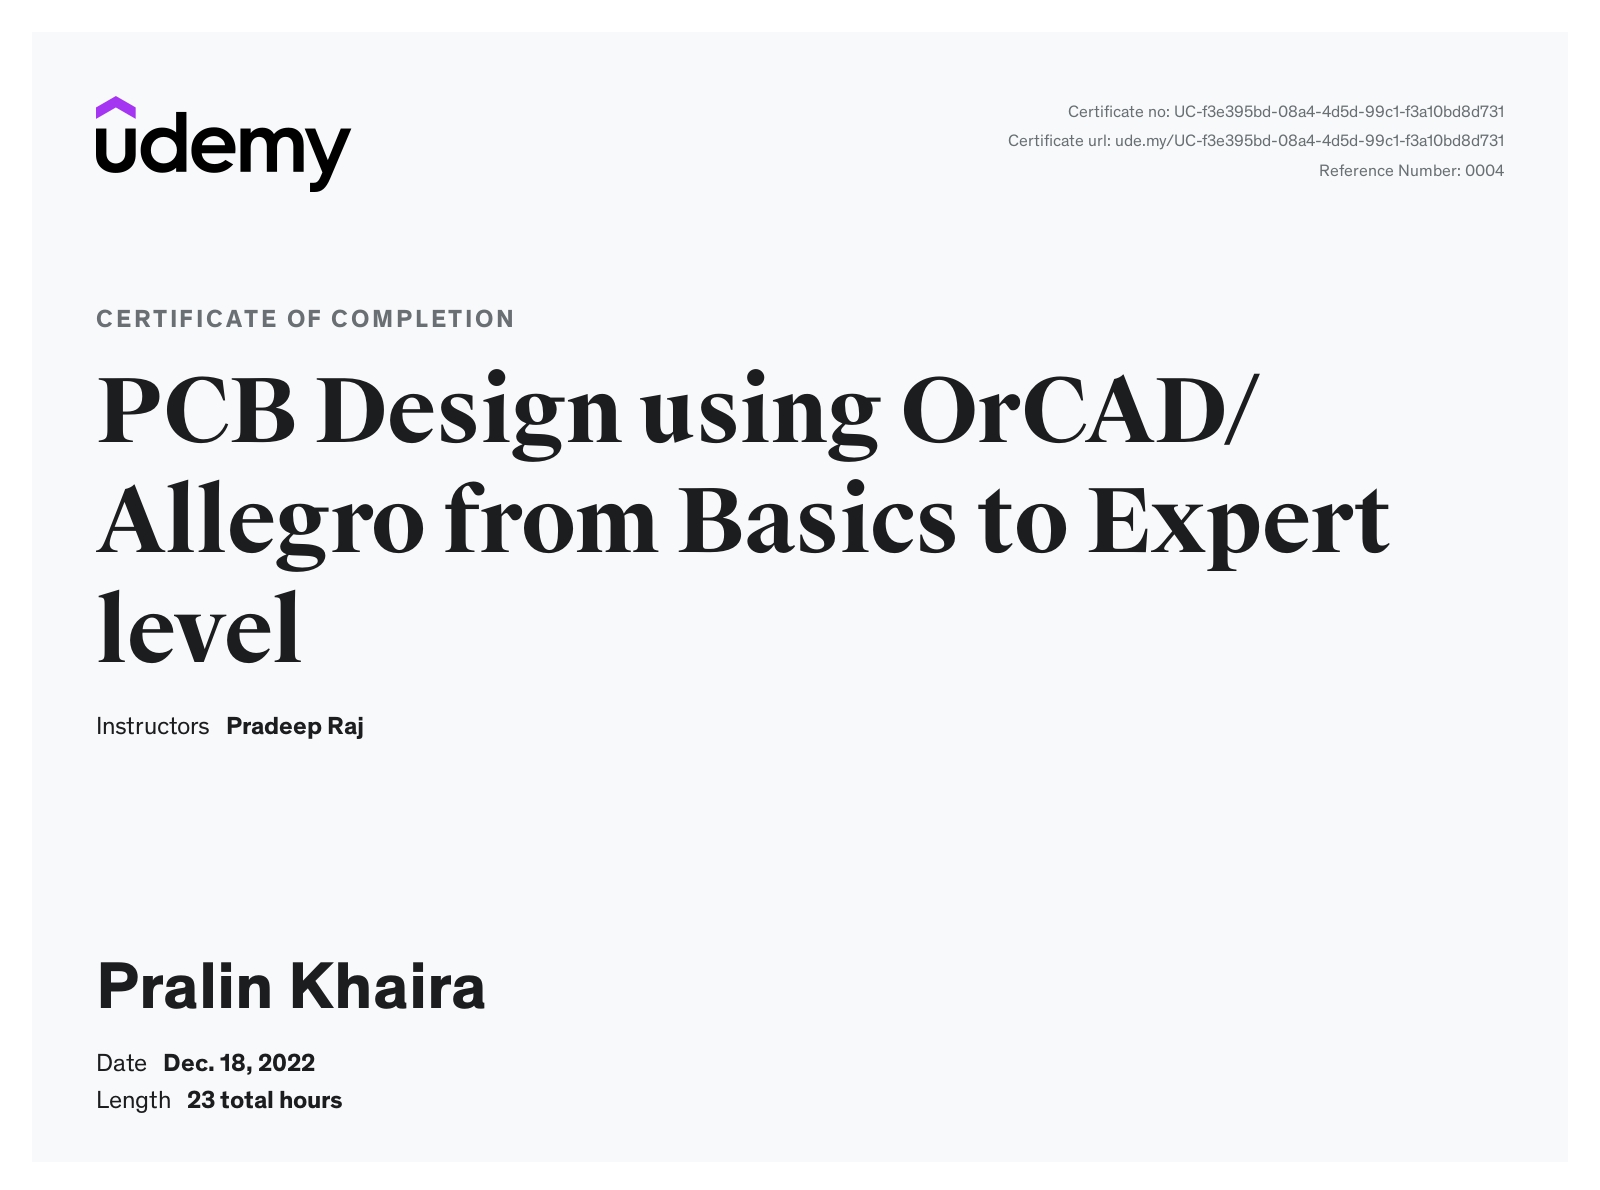 udemy
Certificate no: UC-f3e395bd-08a4-4d5d-99c1-f3a10bd8d731
Certificate url: ude.my/UC-f3e395bd-08a4-4d5d-99c1-f3a10bd8d731
Reference Number: 0004
CERTIFICATE OF COMPLETION
PCB Design using OrCAD/
Allegro from Basics to Expert
level
Instructors Pradeep Raj
Pralin Khaira
Date Dec. 18, 2022
Length 23 total hours